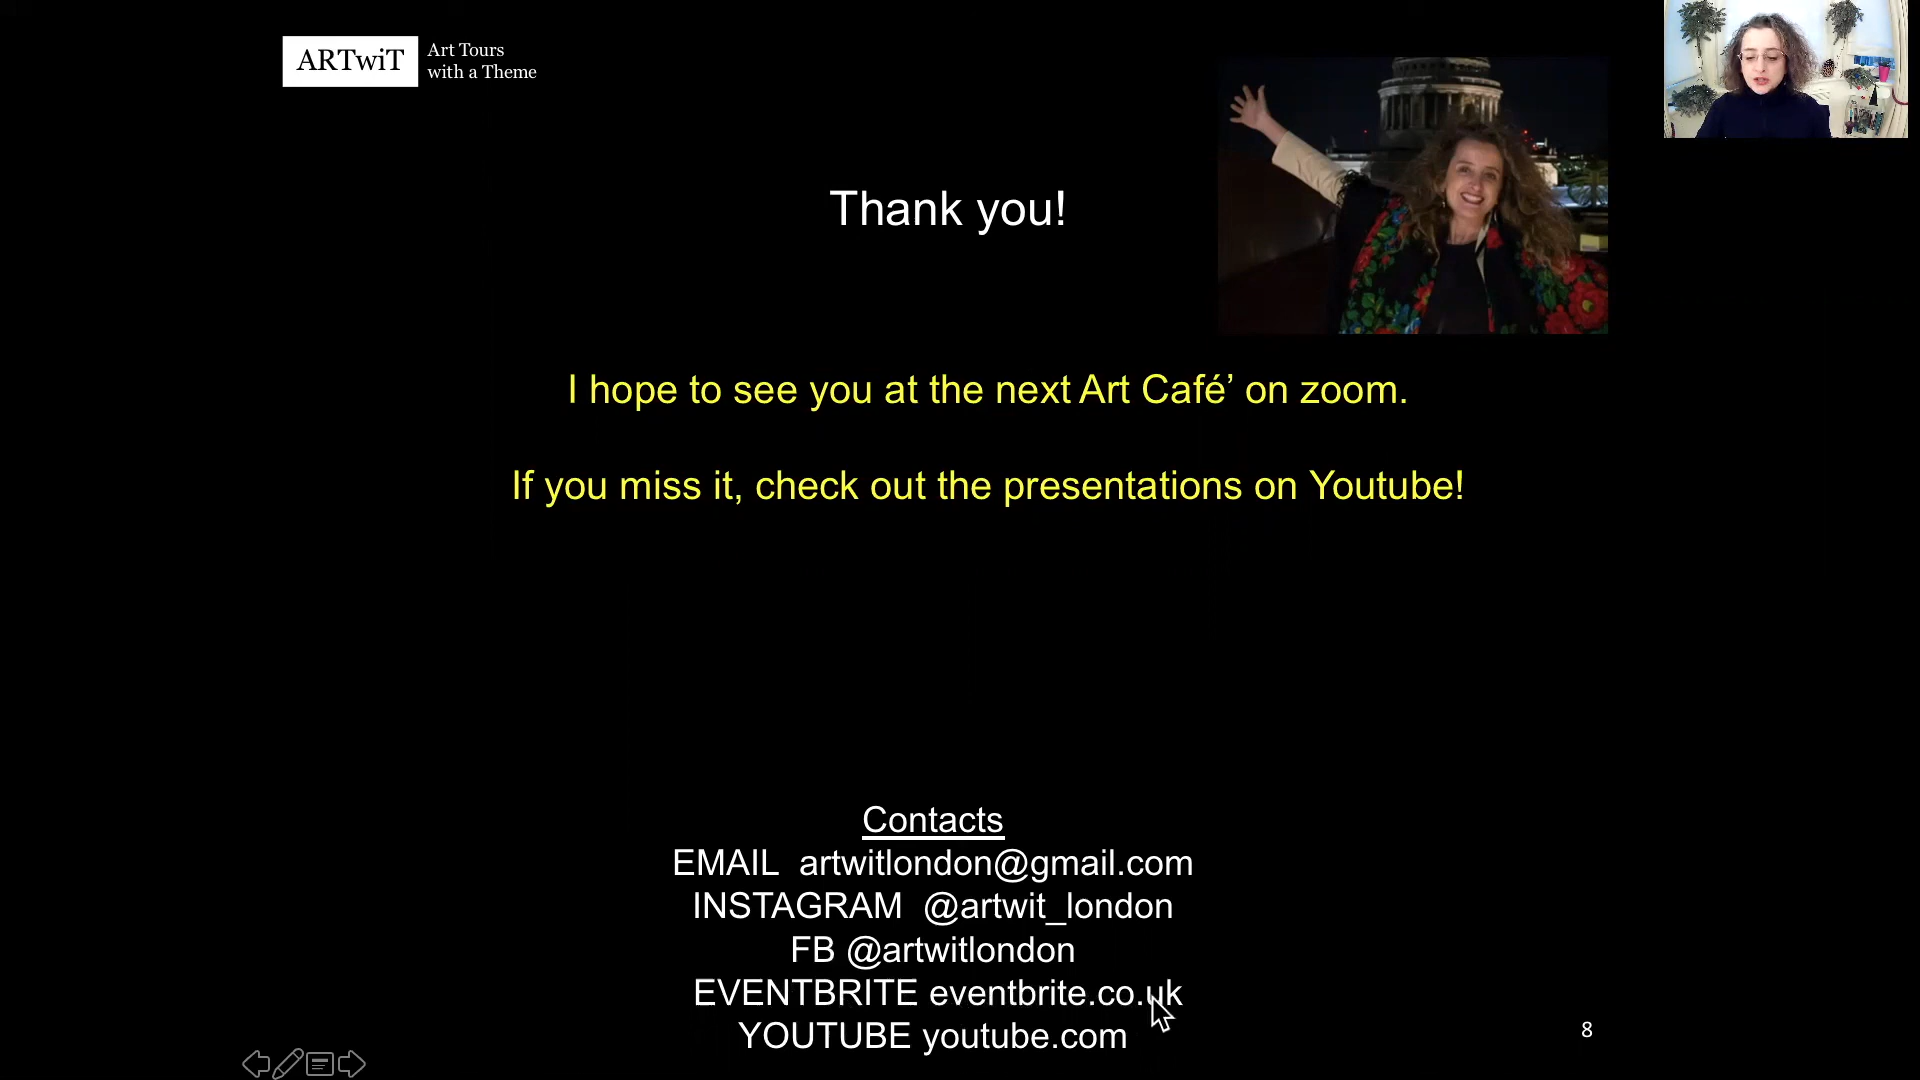 ARTwiT
Art Tours
with a Theme
Thank you!
I hope to see you at the next Art Café’ on zoom.
If you miss it, check out the presentations on Youtube!
Contacts
EMAIL artwitlondon@gmail.com
INSTAGRAM @artwit_london
FB @artwitlondon
EVENTBRITE eventbrite.co.uk
YOUTUBE youtube.com
8